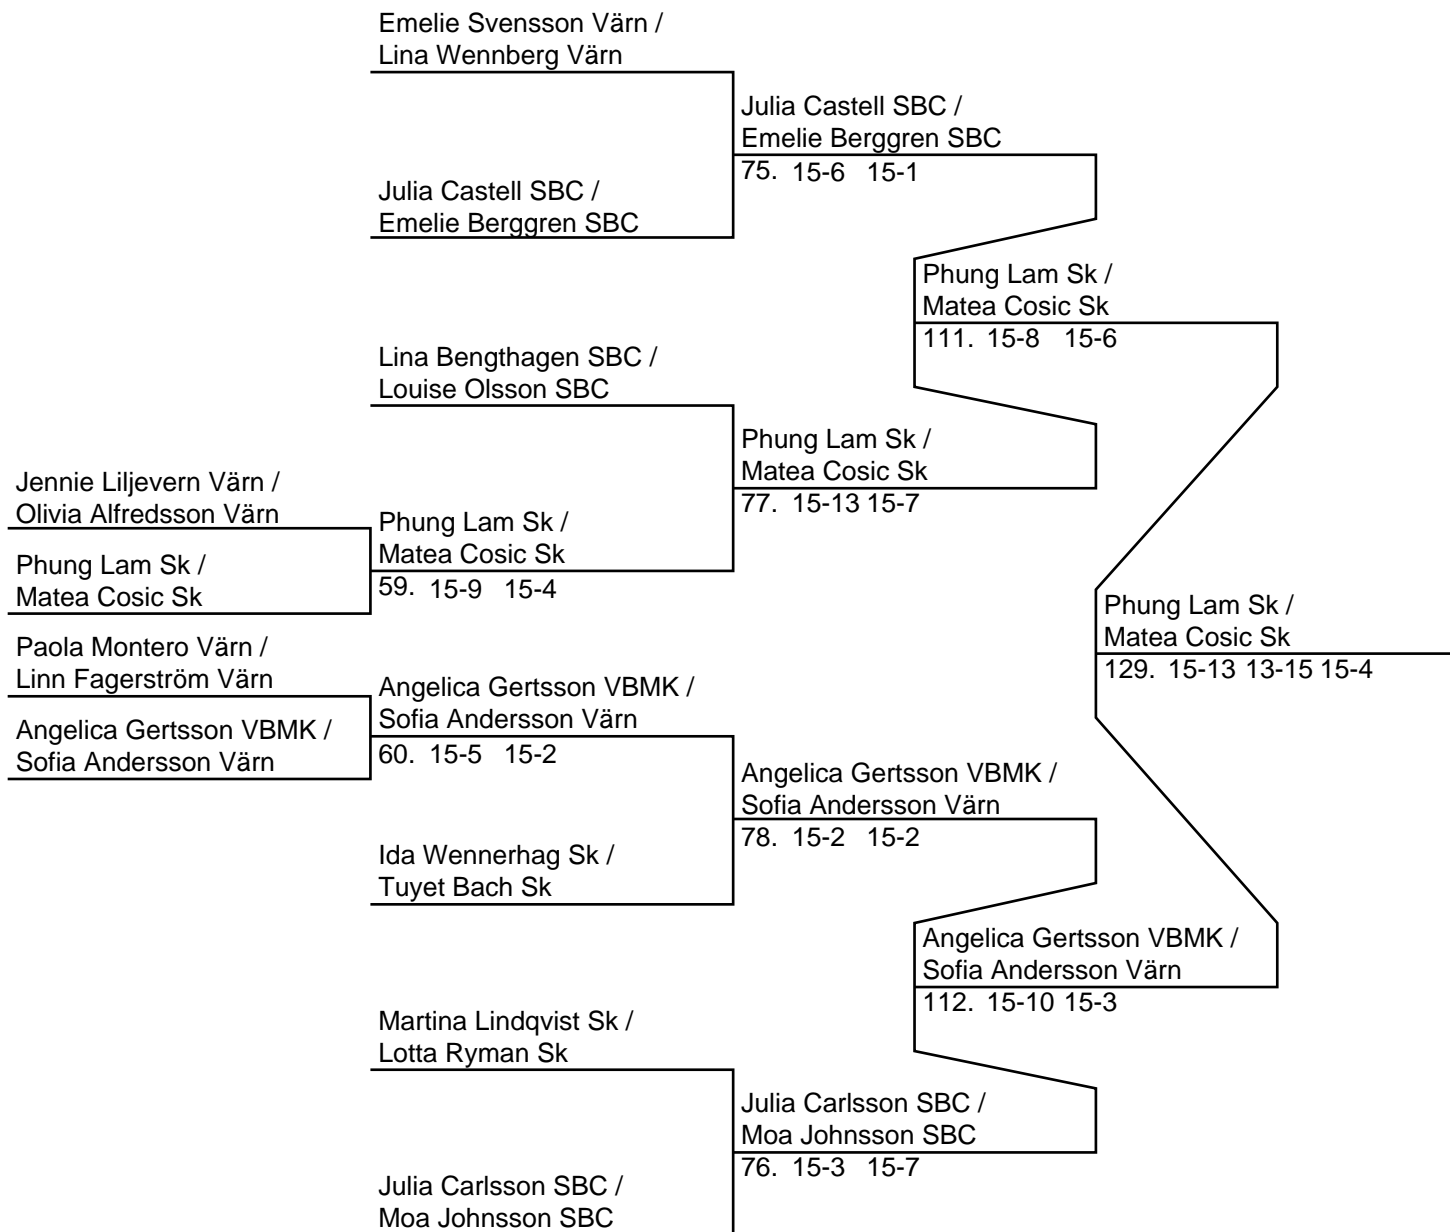 Emelie Svensson Värn /
Lina Wennberg Värn
Julia Castell SBC /
Emelie Berggren SBC
75. 15-6 15-1
Julia Castell SBC /
Emelie Berggren SBC
Phung Lam Sk /
Matea Cosic Sk
111. 15-8 15-6
Lina Bengthagen SBC /
Louise Olsson SBC
Phung Lam Sk /
Matea Cosic Sk
77. 15-13 15-7
Jennie Liljevern Värn /
Olivia Alfredsson Värn
Phung Lam Sk /
Matea Cosic Sk
59. 15-9 15-4
Phung Lam Sk /
Matea Cosic Sk
Phung Lam Sk /
Matea Cosic Sk
129. 15-13 13-15 15-4
Paola Montero Värn /
Linn Fagerström Värn
Angelica Gertsson VBMK /
Sofia Andersson Värn
60. 15-5 15-2
Angelica Gertsson VBMK /
Sofia Andersson Värn
Angelica Gertsson VBMK /
Sofia Andersson Värn
78. 15-2 15-2
Ida Wennerhag Sk /
Tuyet Bach Sk
Angelica Gertsson VBMK /
Sofia Andersson Värn
112. 15-10 15-3
Martina Lindqvist Sk /
Lotta Ryman Sk
Julia Carlsson SBC /
Moa Johnsson SBC
76. 15-3 15-7
Julia Carlsson SBC /
Moa Johnsson SBC